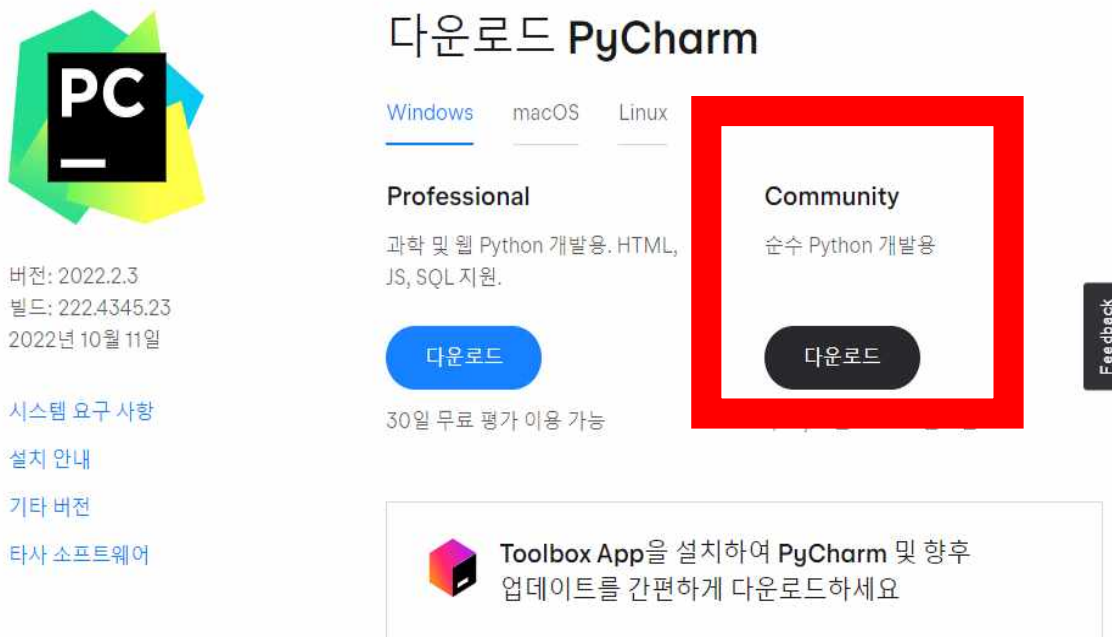 PC
다운로드 PyCharm
Windows macOS Linux
Professional
과학 및 웹 Python 개발용. HTML,
JS, SQL 지원.
다운로드
30일 무료 평가 이용 가능
Community
순수 Python 개발용
다운로드
버전: 2022.2.3
빌드: 222.4345.23
2022년 10월 11일
시스템 요구 사항
설치 안내
기타 버전
타사 소프트웨어
Feedback
Toolbox App을 설치하여 PyCharm 및 향후
업데이트를 간편하게 다운로드하세요